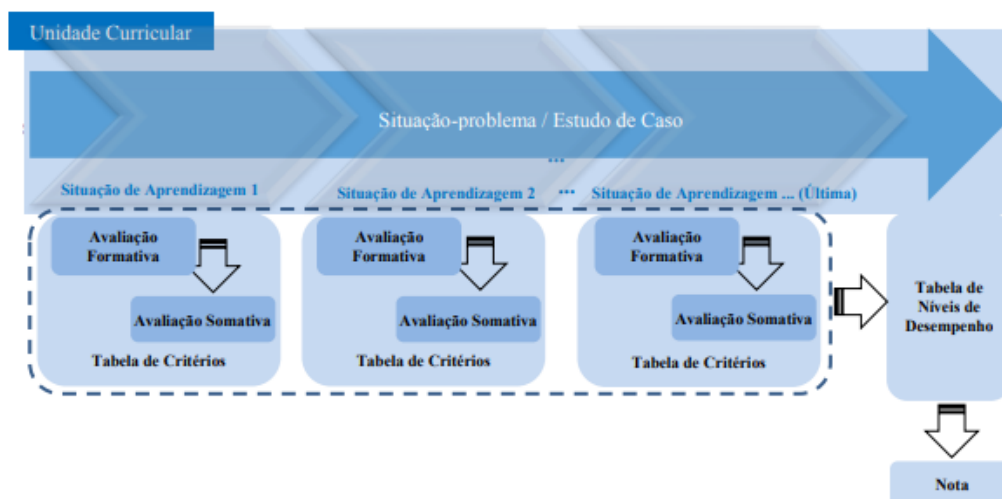 Unidade Curricular
Situação-problema / Estudo de Caso
...
Situação de Aprendizagem 1
Situação de Aprendizagem 2
...
Situação de Aprendizagem ... (Última)
Avaliação
Formativa
Avaliação Somativa
Tabela de Critérios
Avaliação
Formativa
Avaliação Somativa
Tabela de Critérios
Avaliação
Formativa
Avaliação Somativa
Tabela de Critérios
Tabela de
Níveis de
Desempenho
Nota